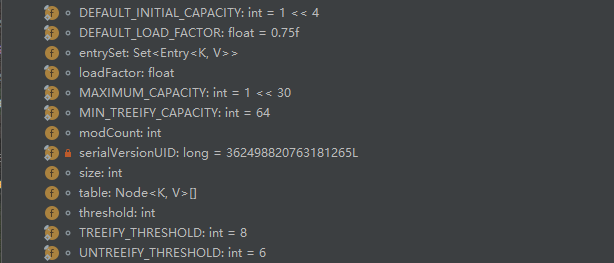 DEFAULT_INITIAL_CAPACITY: int = 1 << 4
DEFAULT_LOAD_FACTOR: float = 0.75f
entrySet: Set<Entry<K, V>>
loadFactor: float
MAXIMUM_CAPACITY: int = 1 << 30
MIN_TREEIFY_CAPACITY: int = 64
modCount: int
serialVersionUID: long = 362498820763181265L
size: int
table: Node<K, V>[]
threshold: int
TREEIFY_THRESHOLD: int = 8
UNTREEIFY_THRESHOLD: int = 6